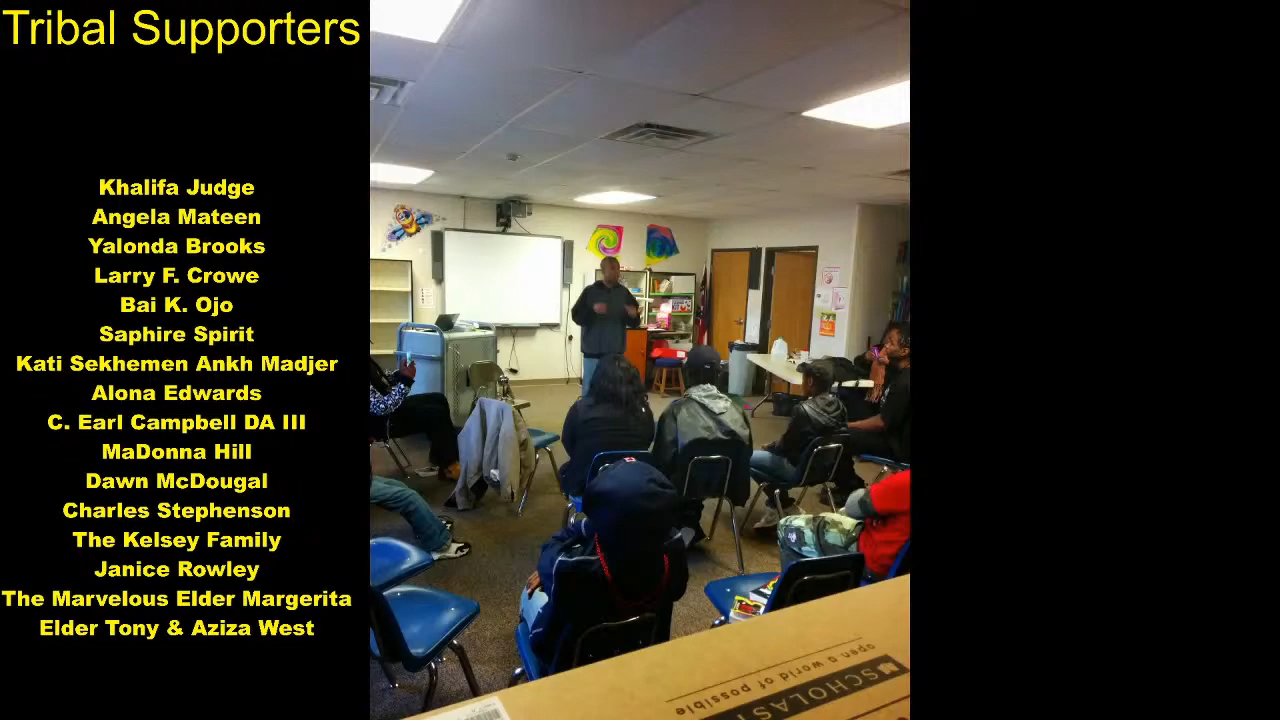 Tribal Supporters
Khalifa Judge
Angela Mateen
Yalonda Brooks
Larry F. Crowe
Bai K. Ojo
Saphire Spirit
Kati Sekhemen Ankh Madjer
Alona Edwards
C. Earl Campbell DA III
MaDonna Hill
Dawn McDougal
Charles Stephenson
The Kelsey Family
Janice Rowley
The Marvelous Elder Margerita
Elder Tony & Aziza West
SCHOLAST
open a world of possible